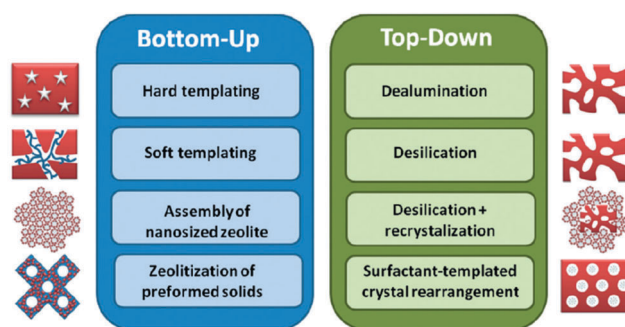 Bottom-Up
Hard templating
Soft templating
Assembly of
nanosized zeolite
Zeolitization of
preformed solids
Top-Down
Dealumination
Desilication
Desilication +
recrystalization
Surfactant-templated
crystal rearrangement